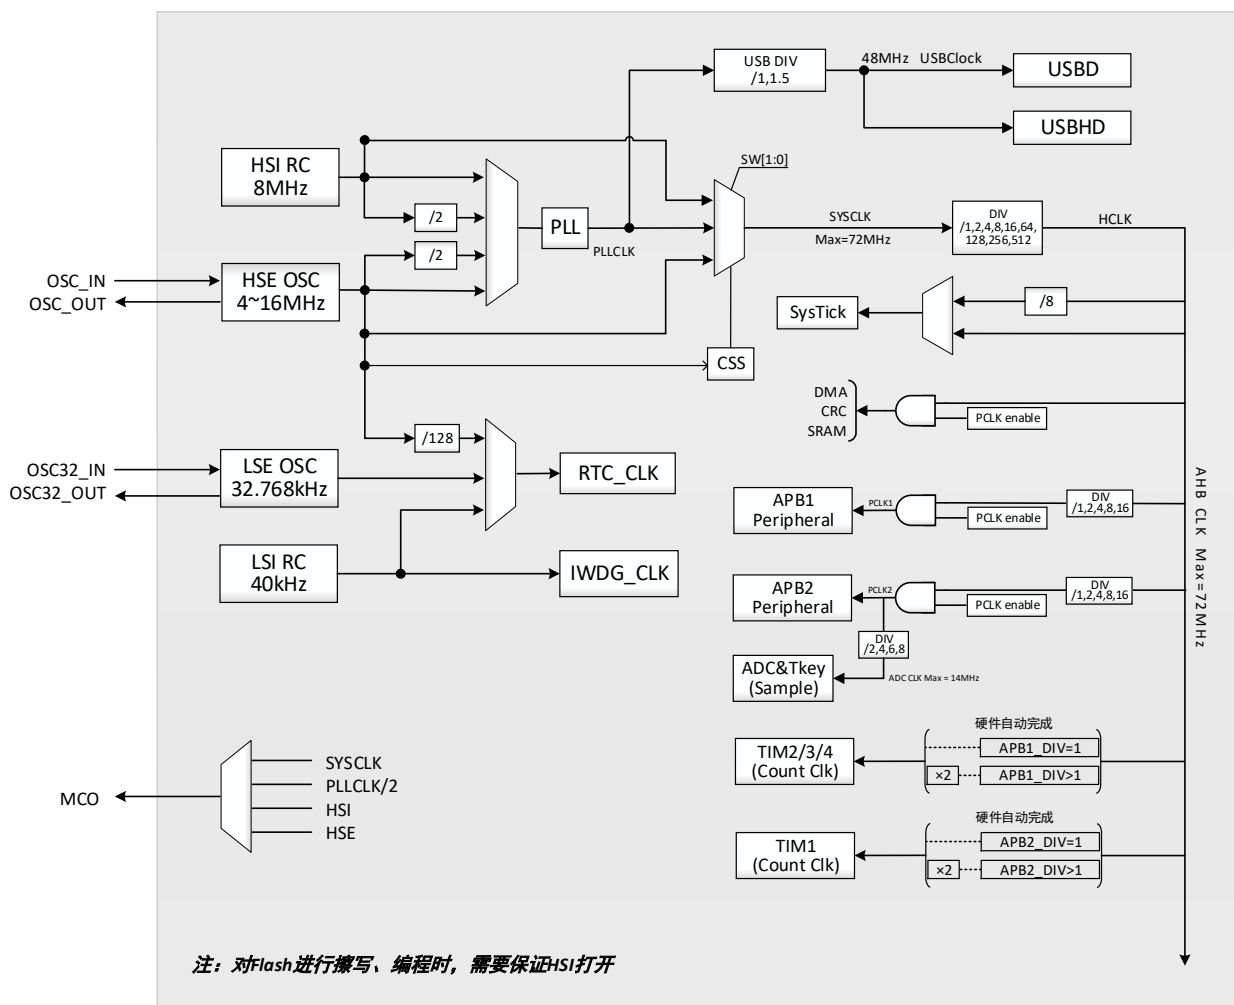 USB DIV
/1,1.5
48MHz USBClock
USBD
USBHD
HSI RC
8MHz
SW[1:0]
/2
PLL
PLLCLK
SYSCLK
Max=72MHz
DIV
/1,2,4,8,16,64,
128,256,512
HCLK
/2
OSC_IN
OSC_OUT
HSE OSC
4~16MHz
/8
SysTick
CSS
DMA
CRC
SRAM
PCLK enable
/128
OSC32_IN
OSC32_OUT
LSE OSC
32.768kHz
RTC_CLK
AHB CLK Max=72MHz
APB1
Peripheral
PCLK1
PCLK enable
DIV
/1,2,4,8,16
LSI RC
40kHz
IWDG_CLK
APB2
Peripheral
PCLK2
PCLK enable
DIV
/1,2,4,8,16
DIV
/2,4,6,8
ADC&Tkey
(Sample)
ADC CLK Max = 14MHz
硬件自动完成
TIM2/3/4
(Count Clk)
APB1_DIV=1
×2
APB1_DIV>1
MCO
SYSCLK
PLLCLK/2
HSI
HSE
硬件自动完成
TIM1
(Count Clk)
APB2_DIV=1
×2
APB2_DIV>1
注：对Flash进行擦写、编程时，需要保证HSI打开